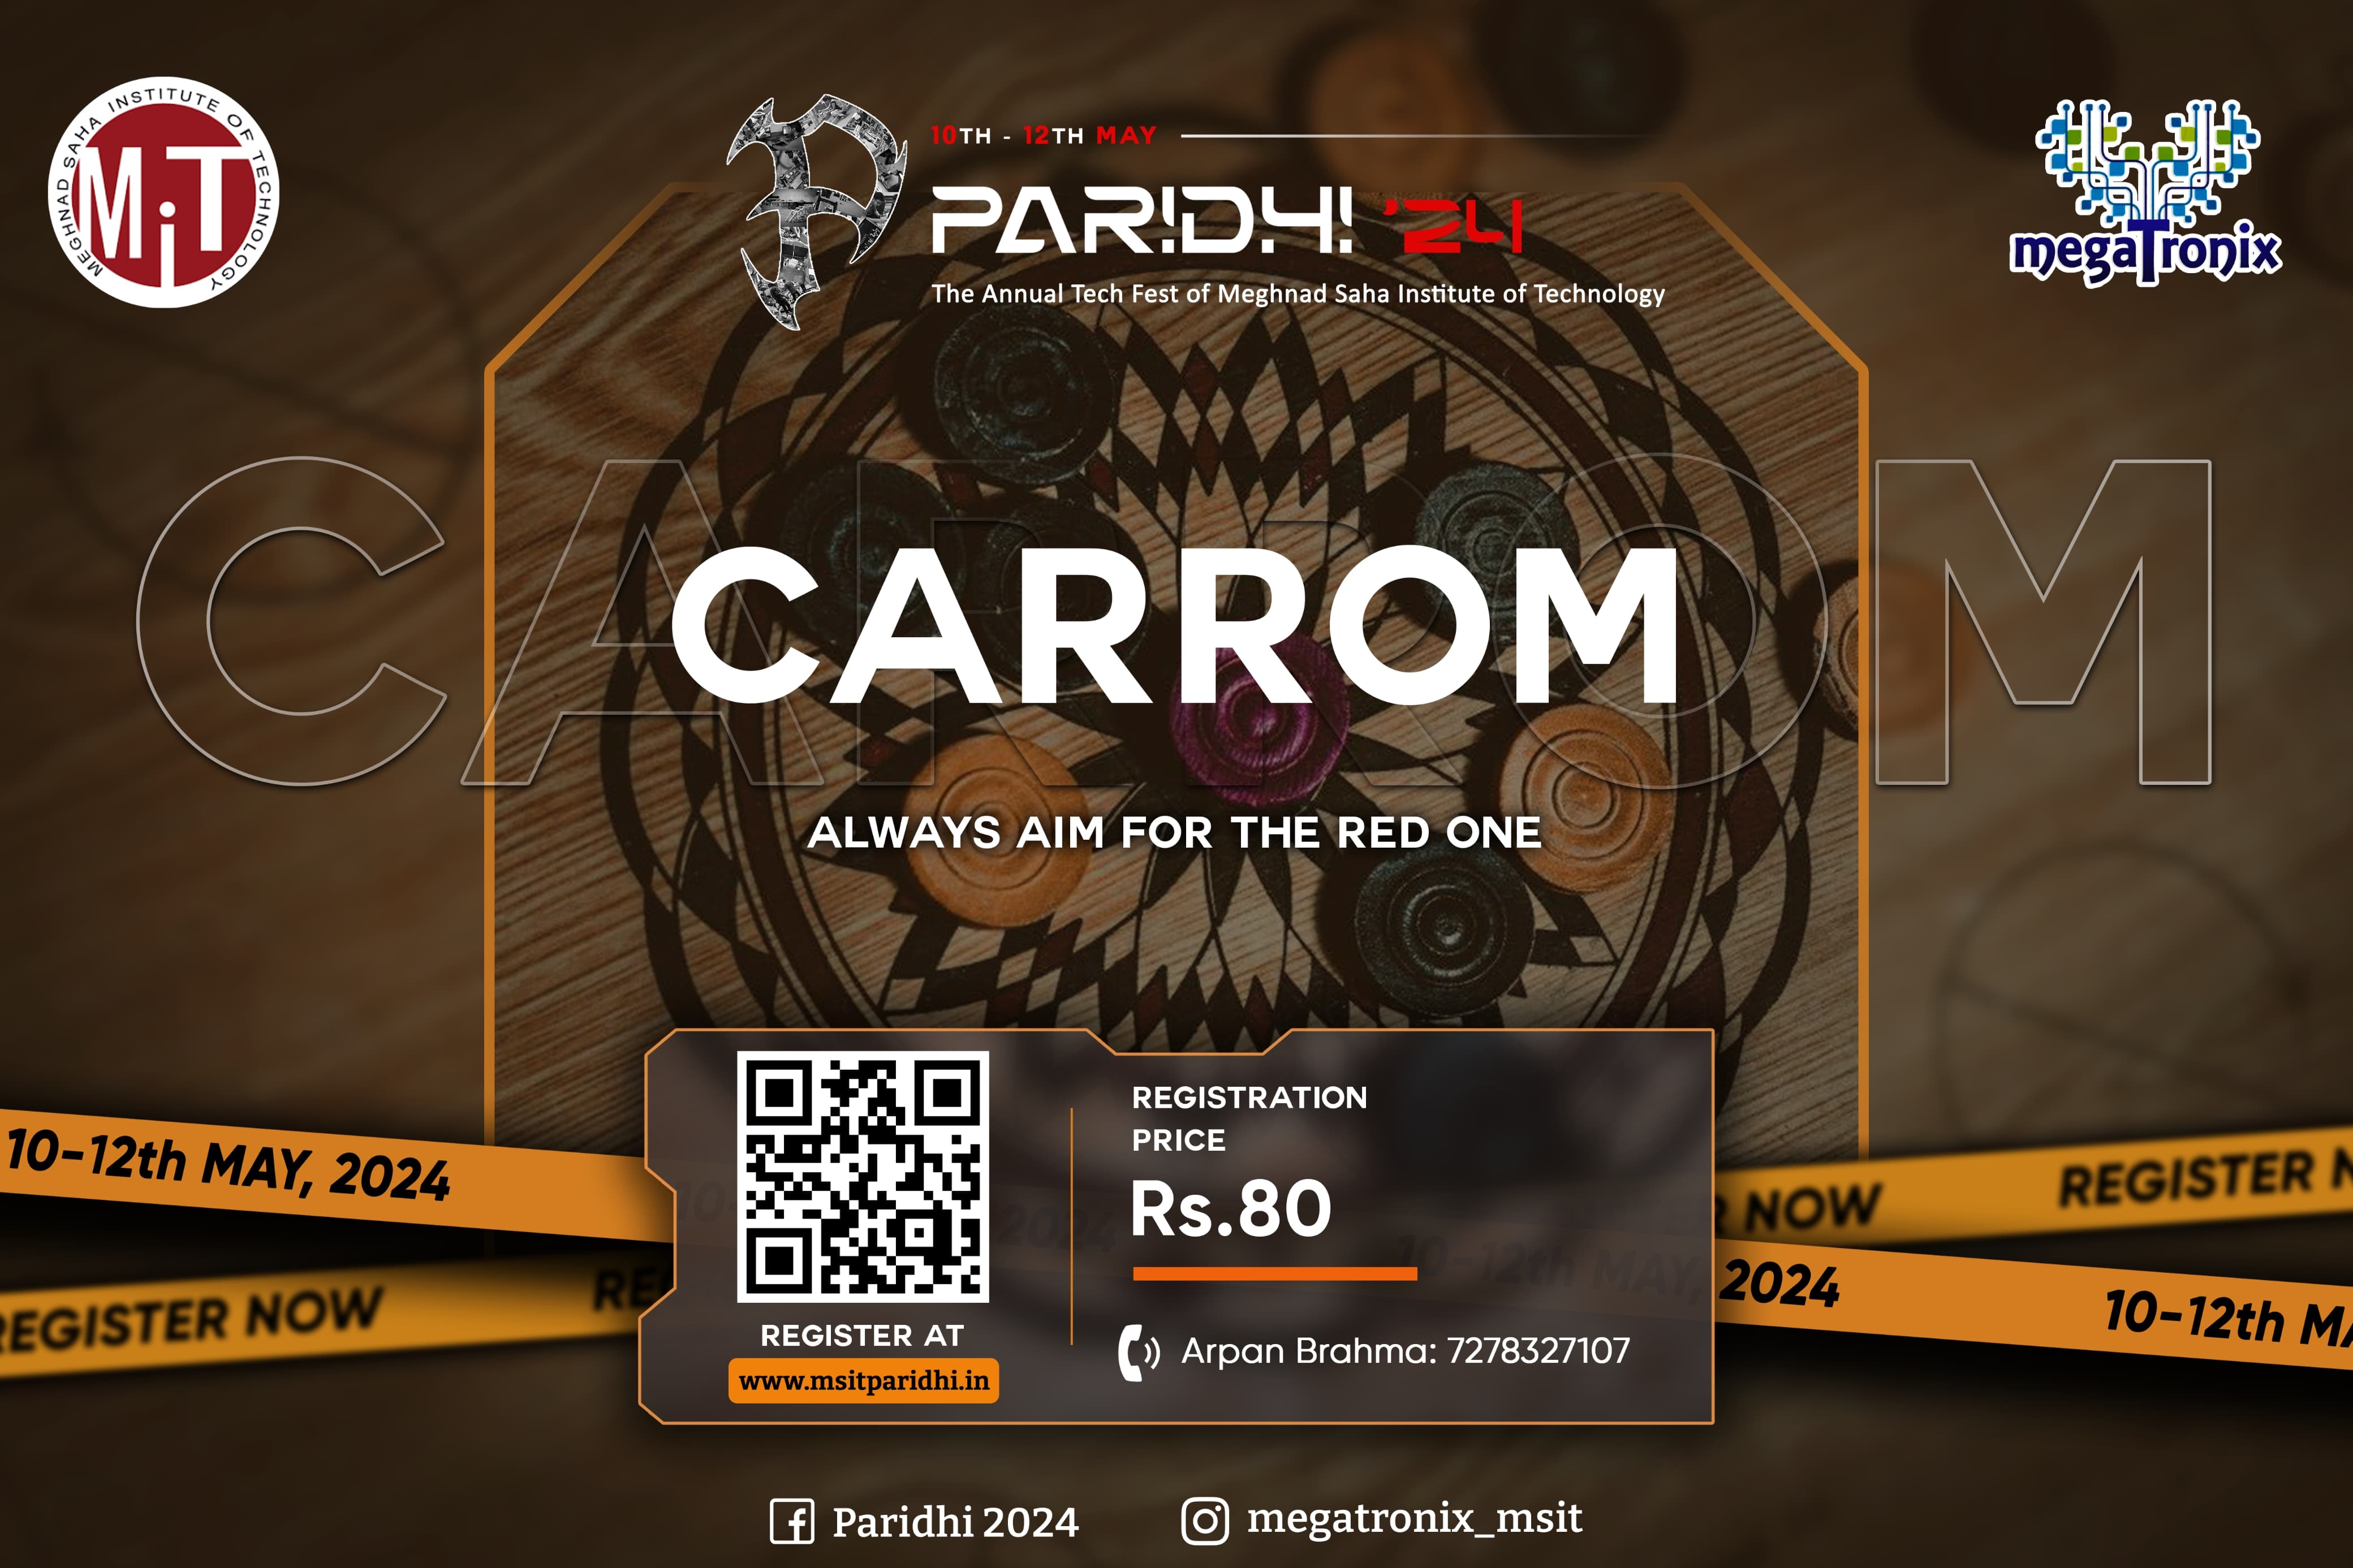 MEGHNAD SAHA INSTITUTE OF TECHNOLOGY
MiT
10TH - 12TH MAY
PAR!DH! '24
The Annual Tech Fest of Meghnad Saha Institute of Technology
megaTronix
CARROM
CARROM
ALWAYS AIM FOR THE RED ONE
10-12th MAY, 2024
REGISTER NOW
REGISTRATION
PRICE
Rs.80
REGISTER AT
www.msitparidhi.in
Arpan Brahma: 7278327107
NOW
REGISTER
2024
10-12th
Paridhi 2024
megatronix_msit